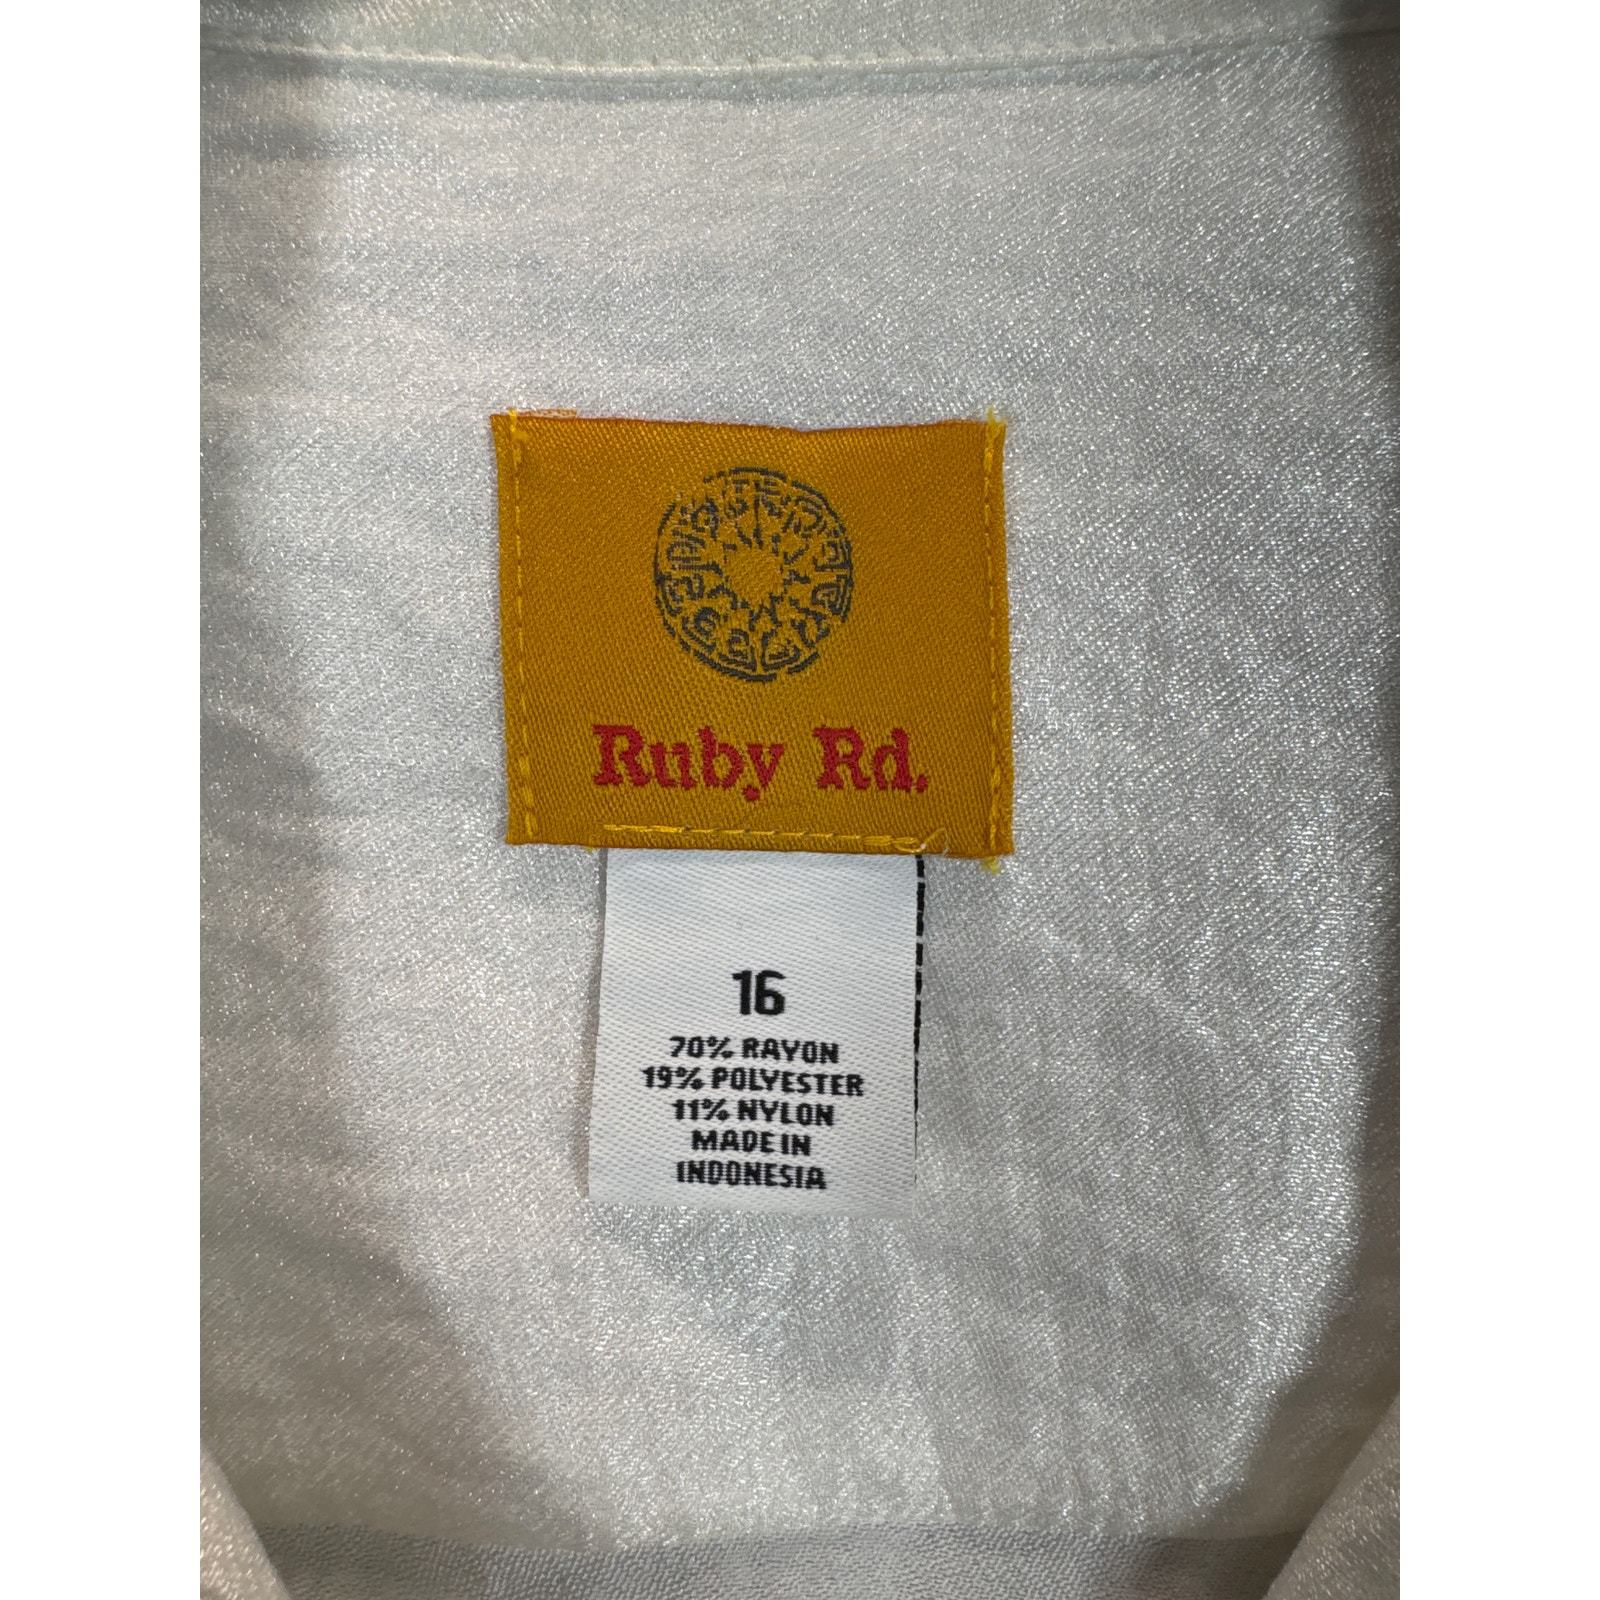 Ruby Rd.
16
70% RAYON
19% POLYESTER
11% NYLON
MADE IN
INDONESIA